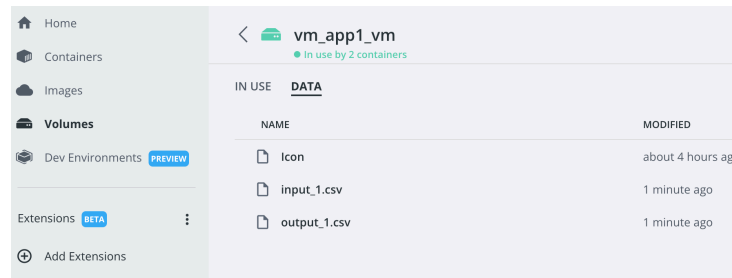 Home
Containers
Images
Volumes
Dev Environments PREVIEW
Extensions BETA
Add Extensions
vm_app1_vm
In use by 2 containers
IN USE DATA
NAME MODIFIED
Icon about 4 hours ag
input_1.csv 1 minute ago
output_1.csv 1 minute ago